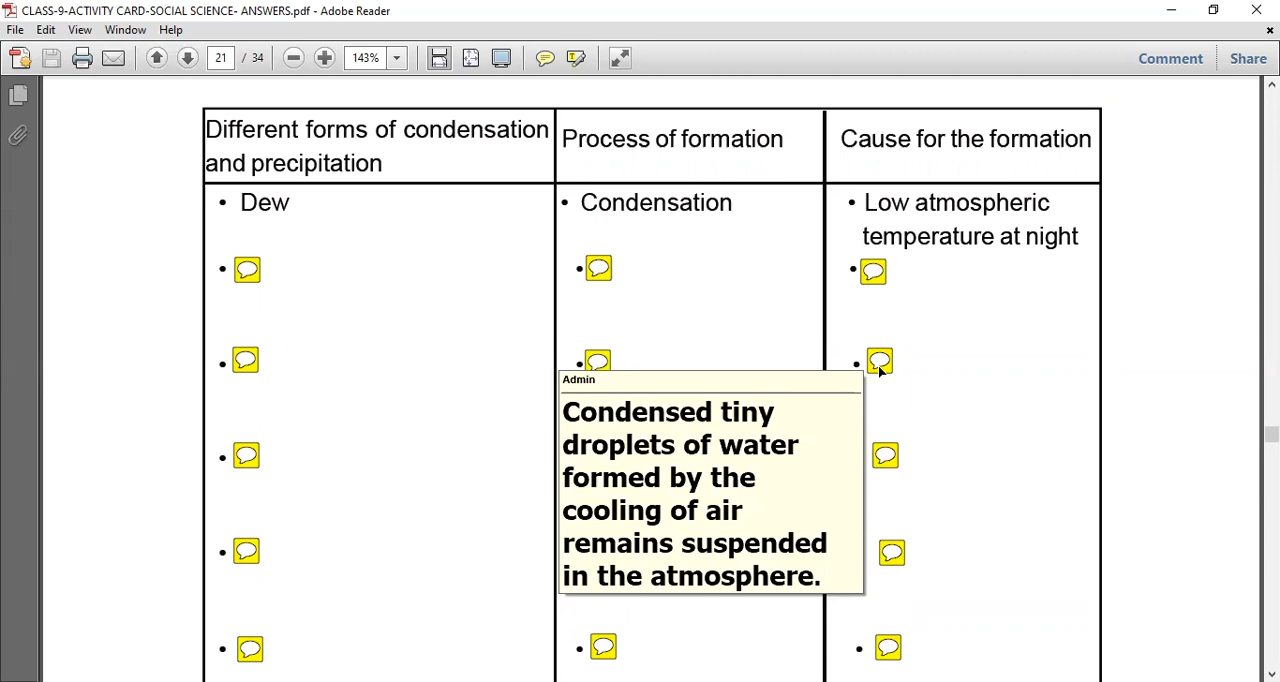 CLASS-9-ACTIVITY CARD-SOCIAL SCIENCE- ANSWERS.pdf - Adobe Reader
File Edit View Window Help
21 / 34 143% Comment Share
Different forms of condensation
and precipitation
Process of formation
Cause for the formation
• Dew
• Condensation
• Low atmospheric
temperature at night
Admin
Condensed tiny
droplets of water
formed by the
cooling of air
remains suspended
in the atmosphere.